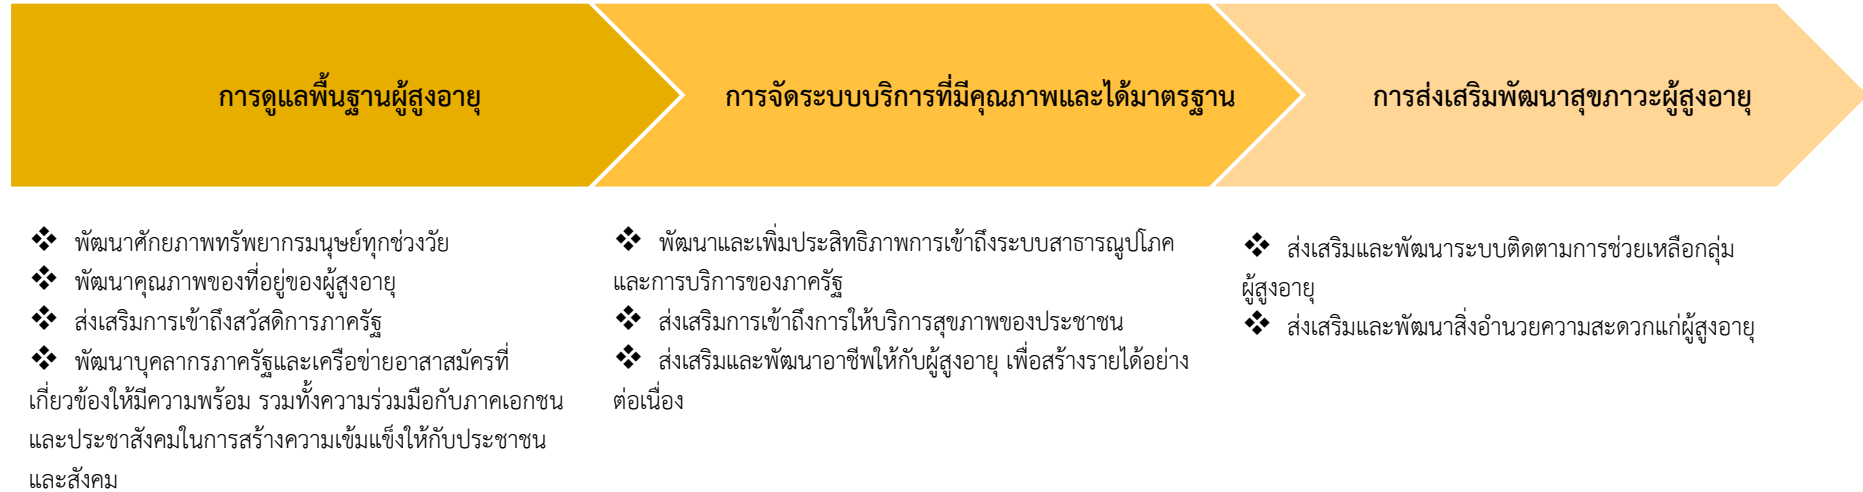 การดูแลพื้นฐานผู้สูงอายุ
การจัดระบบบริการที่มีคุณภาพและได้มาตรฐาน
การส่งเสริมพัฒนาสุขภาวะผู้สูงอายุ
❖ พัฒนาศักยภาพทรัพยากรมนุษย์ทุกช่วงวัย
❖ พัฒนาคุณภาพของที่อยู่ของผู้สูงอายุ
❖ ส่งเสริมการเข้าถึงสวัสดิการภาครัฐ
❖ พัฒนาบุคลากรภาครัฐและเครือข่ายอาสาสมัครที่
เกี่ยวข้องให้มีความพร้อม รวมทั้งความร่วมมือกับภาคเอกชน
และประชาสังคมในการสร้างความเข้มแข็งให้กับประชาชน
และสังคม
❖ พัฒนาและเพิ่มประสิทธิภาพการเข้าถึงระบบสาธารณูปโภค
และการบริการของภาครัฐ
❖ ส่งเสริมการเข้าถึงการให้บริการสุขภาพของประชาชน
❖ ส่งเสริมและพัฒนาอาชีพให้กับผู้สูงอายุ เพื่อสร้างรายได้อย่าง
ต่อเนื่อง
❖ ส่งเสริมและพัฒนาระบบติดตามการช่วยเหลือกลุ่ม
ผู้สูงอายุ
❖ ส่งเสริมและพัฒนาสิ่งอำนวยความสะดวกแก่ผู้สูงอายุ